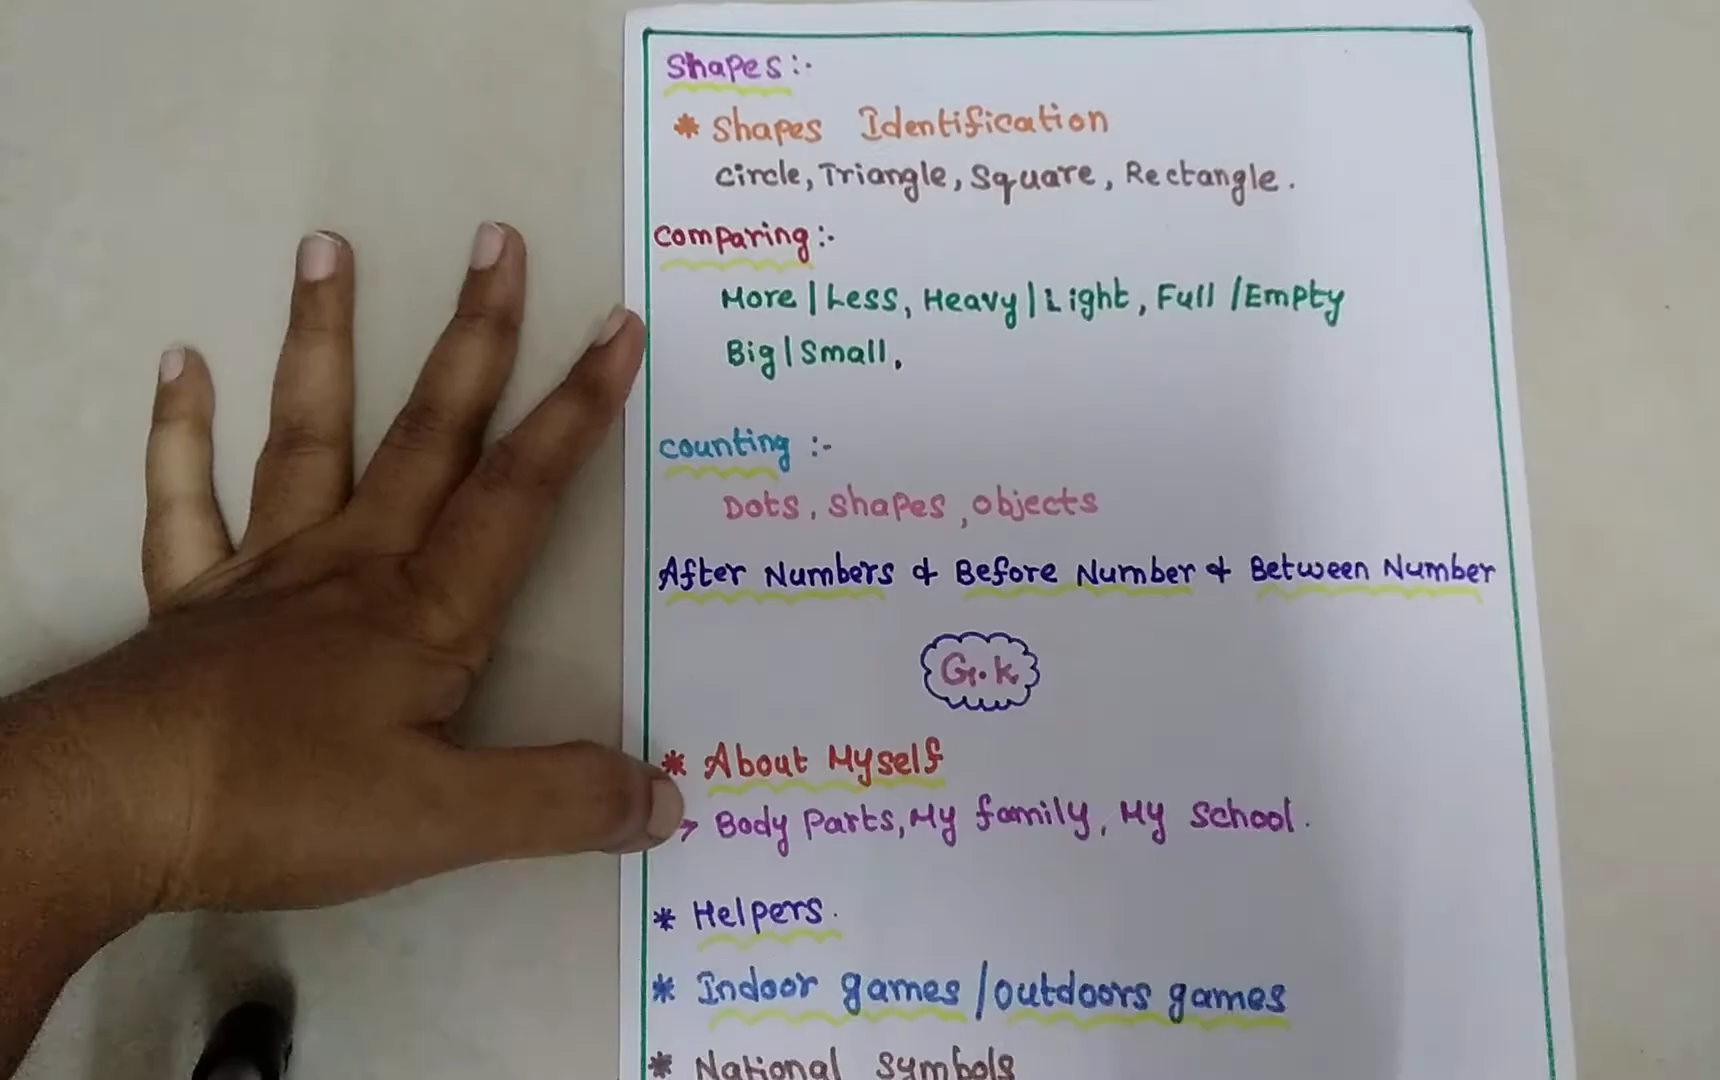 Shapes:-
* Shapes Identification
Circle, Triangle, Square, Rectangle.
Comparing:-
More | Less, Heavy | Light, Full / Empty
Big | Small.
Counting :-
Dots, Shapes, objects
After Numbers & Before Number & Between Number
G.K
* About Myself
> Body Parts, My family, My School.
* Helpers.
* Indoor games / outdoors games
* National Symbols